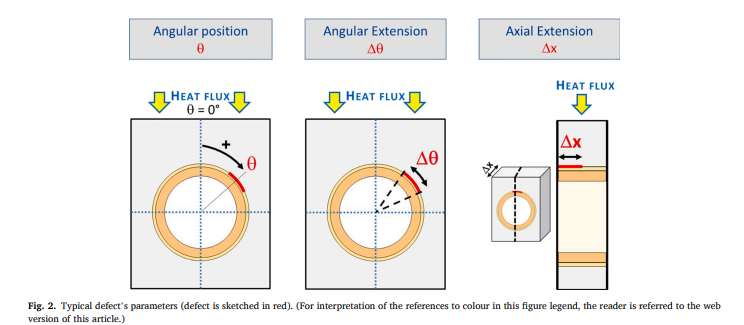 Angular position
θ
Angular Extension
Δθ
Axial Extension
Δx
HEAT FLUX
θ = 0°
+
θ
HEAT FLUX
Δθ
HEAT FLUX
Δx
Δx
Fig. 2. Typical defect's parameters (defect is sketched in red). (For interpretation of the references to colour in this figure legend, the reader is referred to the web
version of this article.)